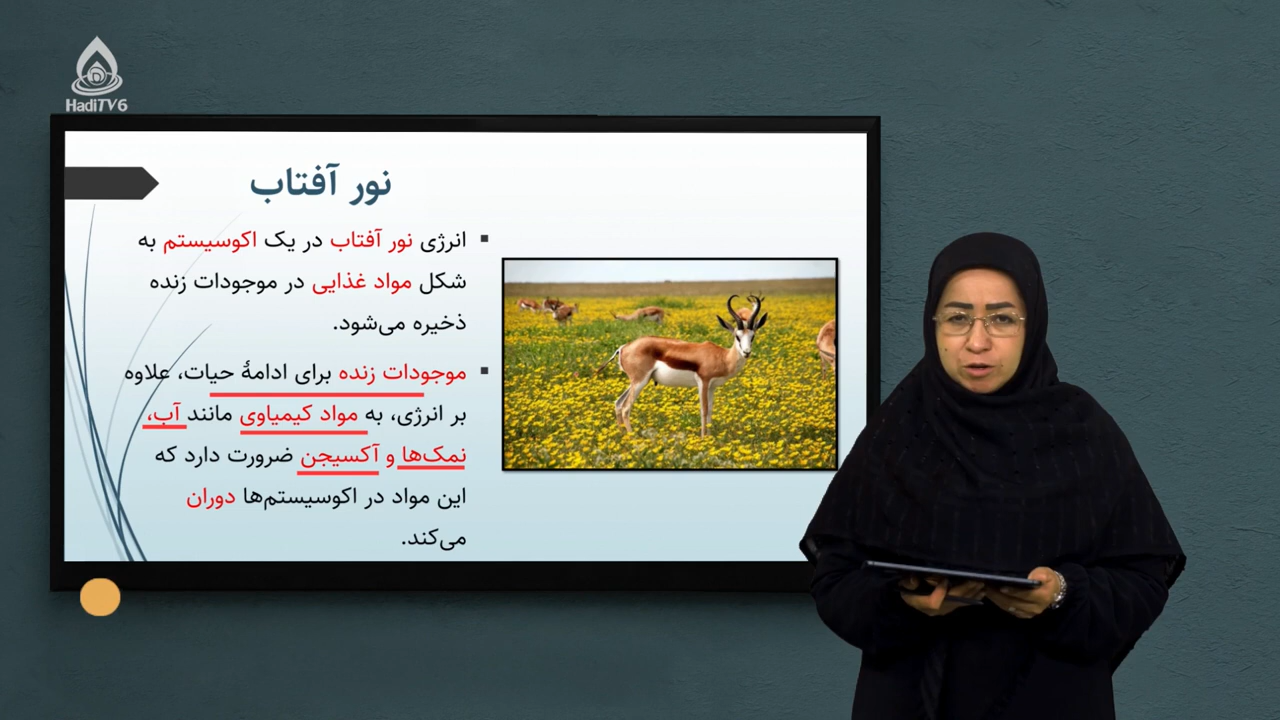 HadiTV6
نور آفتاب
انرژی نور آفتاب در یک اکوسیستم به
شکل مواد غذایی در موجودات زنده
ذخیره می‌شود.
موجودات زنده برای ادامهٔ حیات، علاوه
بر انرژی، به مواد کیمیاوی مانند آب،
نمک‌ها و آکسیجن ضرورت دارد که
این مواد در اکوسیستم‌ها دوران
می‌کند.